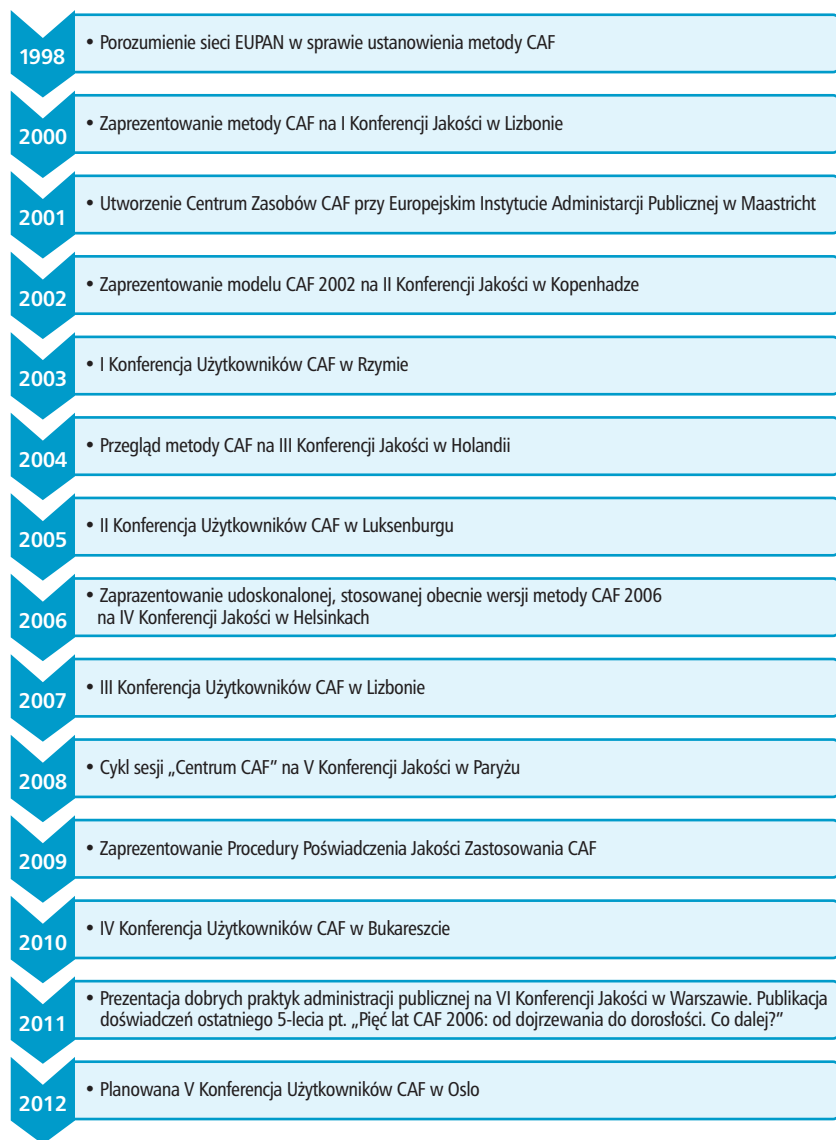 1998
• Porozumienie sieci EUPAN w sprawie ustanowienia metody CAF
2000
• Zaprezentowanie metody CAF na I Konferencji Jakości w Lizbonie
2001
• Utworzenie Centrum Zasobów CAF przy Europejskim Instytucie Administarcji Publicznej w Maastricht
2002
• Zaprezentowanie modelu CAF 2002 na II Konferencji Jakości w Kopenhadze
2003
• I Konferencja Użytkowników CAF w Rzymie
2004
• Przegląd metody CAF na III Konferencji Jakości w Holandii
2005
• II Konferencja Użytkowników CAF w Luksenburgu
2006
• Zaprazentowanie udoskonalonej, stosowanej obecnie wersji metody CAF 2006
na IV Konferencji Jakości w Helsinkach
2007
• III Konferencja Użytkowników CAF w Lizbonie
2008
• Cykl sesji „Centrum CAF” na V Konferencji Jakości w Paryżu
2009
• Zaprezentowanie Procedury Poświadczenia Jakości Zastosowania CAF
2010
• IV Konferencja Użytkowników CAF w Bukareszcie
2011
• Prezentacja dobrych praktyk administracji publicznej na VI Konferencji Jakości w Warszawie. Publikacja
doświadczeń ostatniego 5-lecia pt. „Pięć lat CAF 2006: od dojrzewania do dorosłości. Co dalej?”
2012
• Planowana V Konferencja Użytkowników CAF w Oslo